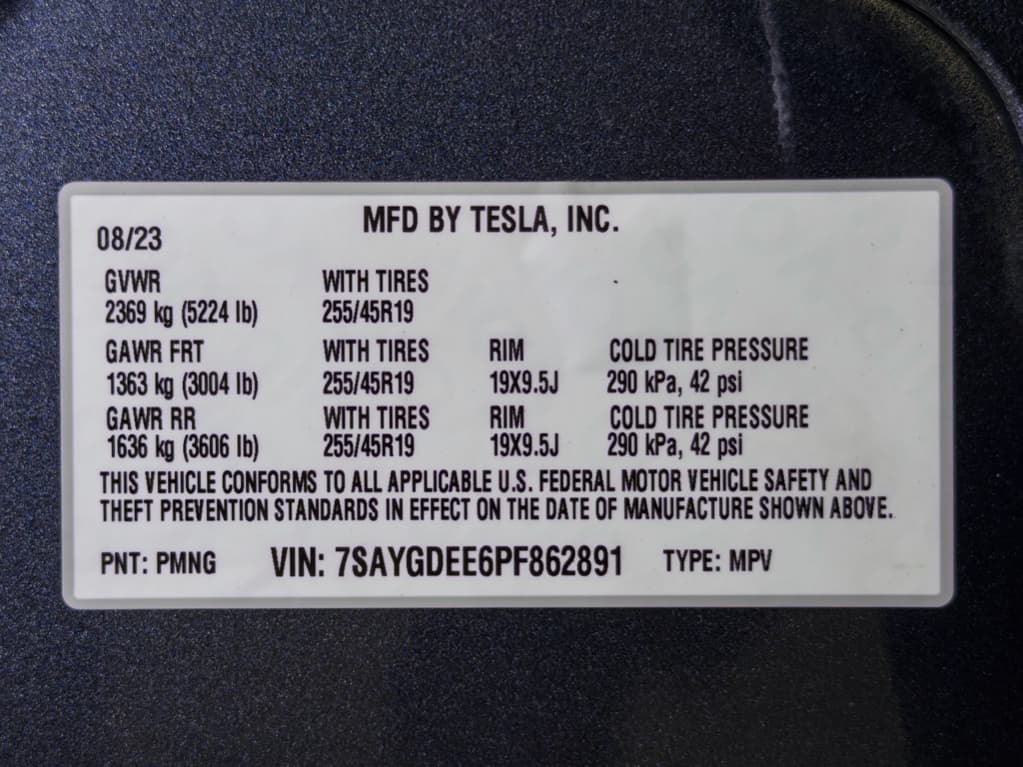 MFD BY TESLA, INC.
08/23
GVWR WITH TIRES
2369 kg (5224 lb) 255/45R19
GAWR FRT WITH TIRES RIM COLD TIRE PRESSURE
1363 kg (3004 lb) 255/45R19 19X9.5J 290 kPa, 42 psi
GAWR RR WITH TIRES RIM COLD TIRE PRESSURE
1636 kg (3606 lb) 255/45R19 19X9.5J 290 kPa, 42 psi
THIS VEHICLE CONFORMS TO ALL APPLICABLE U.S. FEDERAL MOTOR VEHICLE SAFETY AND
THEFT PREVENTION STANDARDS IN EFFECT ON THE DATE OF MANUFACTURE SHOWN ABOVE.
PNT: PMNG VIN: 7SAYGDEE6PF862891 TYPE: MPV